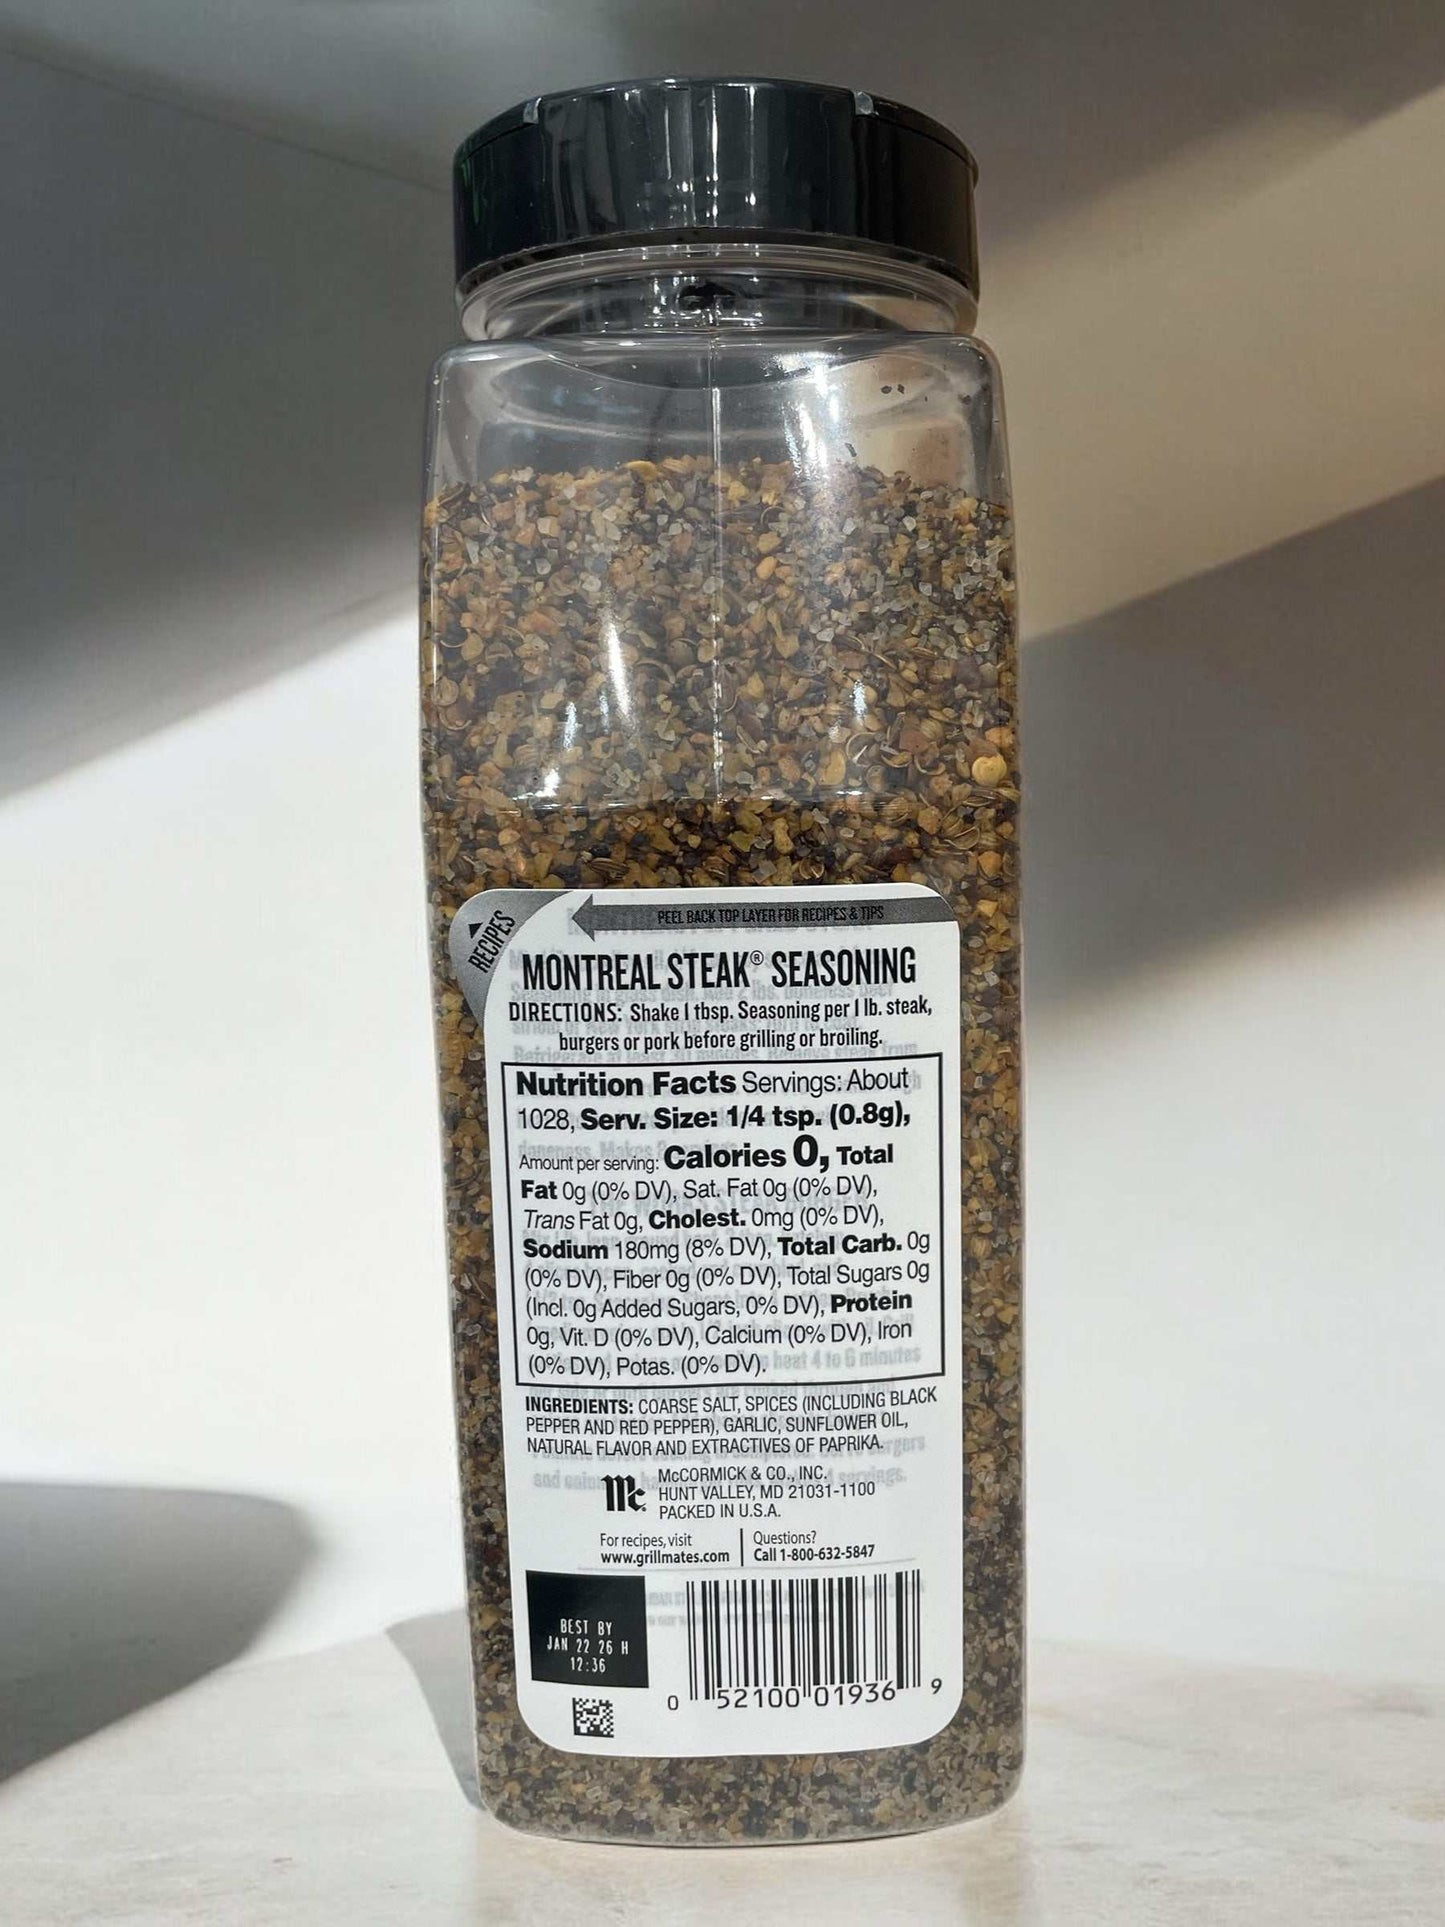 PEEL BACK TOP LAYER FOR RECIPES & TIPS
RECIPES
MONTREAL STEAK® SEASONING
DIRECTIONS: Shake 1 tbsp. Seasoning per 1 lb. steak,
burgers or pork before grilling or broiling.
Nutrition Facts Servings: About
1028, Serv. Size: 1/4 tsp. (0.8g),
Amount per serving: Calories 0, Total
Fat 0g (0% DV), Sat. Fat 0g (0% DV),
Trans Fat 0g, Cholest. 0mg (0% DV),
Sodium 180mg (8% DV), Total Carb. 0g
(0% DV), Fiber 0g (0% DV), Total Sugars 0g
(Incl. 0g Added Sugars, 0% DV), Protein
0g, Vit. D (0% DV), Calcium (0% DV), Iron
(0% DV), Potas. (0% DV).
INGREDIENTS: COARSE SALT, SPICES (INCLUDING BLACK
PEPPER AND RED PEPPER), GARLIC, SUNFLOWER OIL,
NATURAL FLAVOR AND EXTRACTIVES OF PAPRIKA.
Mc
McCORMICK & CO., INC.
HUNT VALLEY, MD 21031-1100
PACKED IN U.S.A.
For recipes, visit
www.grillmates.com
Questions?
Call 1-800-632-5847
BEST BY
JAN 22 26 H
12:36
0 52100 01936 9